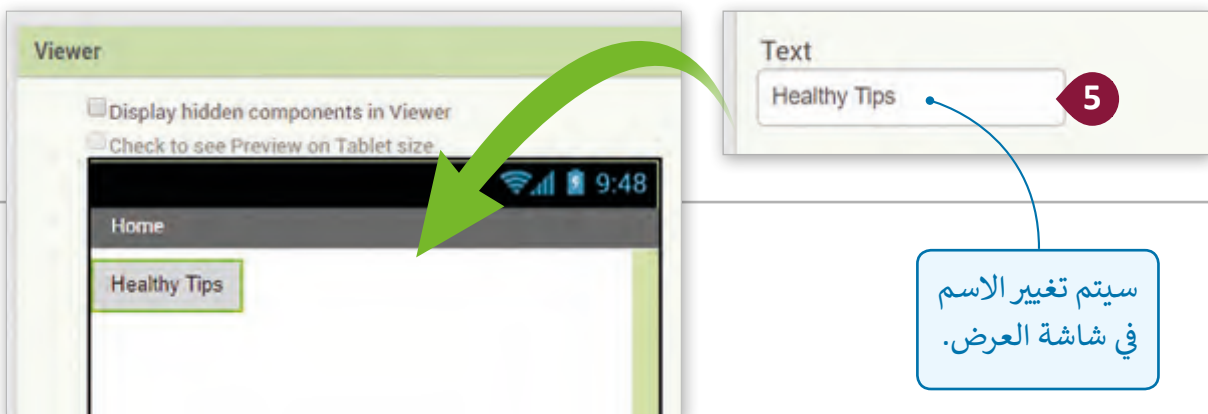 Viewer
Display hidden components in Viewer
Check to see Preview on Tablet size.
9:48
Home
Healthy Tips
Text
Healthy Tips
5
سيتم تغيير الاسم
في شاشة العرض.